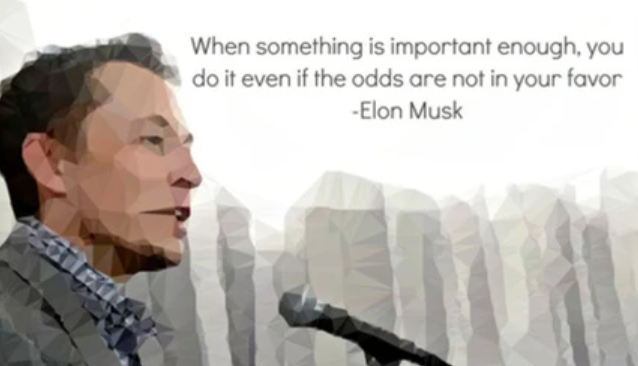 When something is important enough, you
do it even if the odds are not in your favor
-Elon Musk